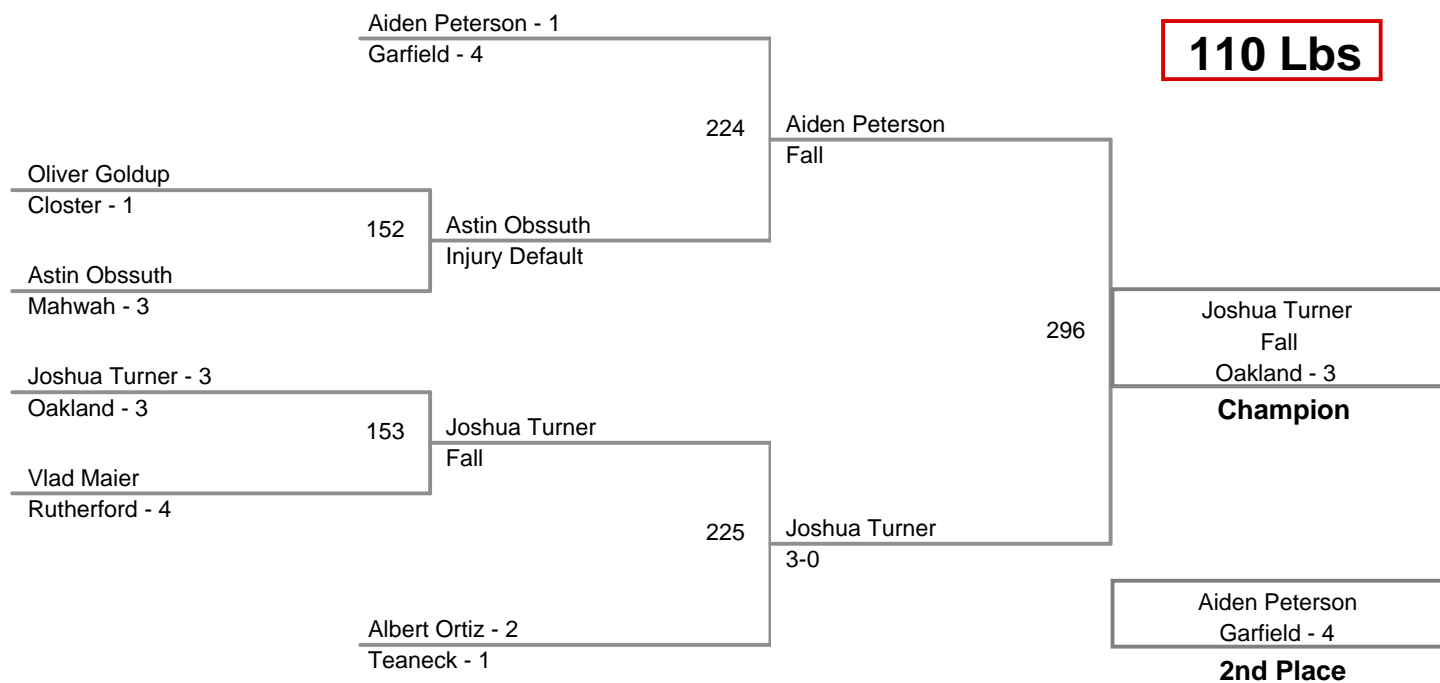 Aiden Peterson - 1
Garfield - 4
110 Lbs
224
Aiden Peterson
Fall
Oliver Goldup
Closter - 1
152
Astin Obssuth
Injury Default
Astin Obssuth
Mahwah - 3
296
Joshua Turner
Fall
Oakland - 3
Champion
Joshua Turner - 3
Oakland - 3
153
Joshua Turner
Fall
Vlad Maier
Rutherford - 4
225
Joshua Turner
3-0
Albert Ortiz - 2
Teaneck - 1
Aiden Peterson
Garfield - 4
2nd Place